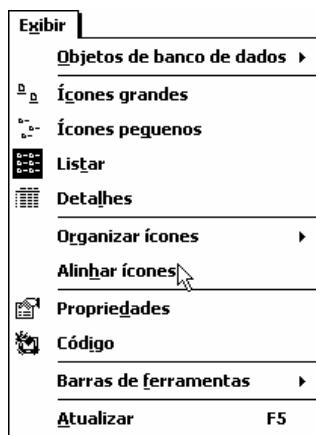 Exibir
Objetos de banco de dados
Ícones grandes
Ícones pequenos
Listar
Detalhes
Organizar ícones
Alinhar ícones
Propriedades
Código
Barras de ferramentas
Atualizar F5